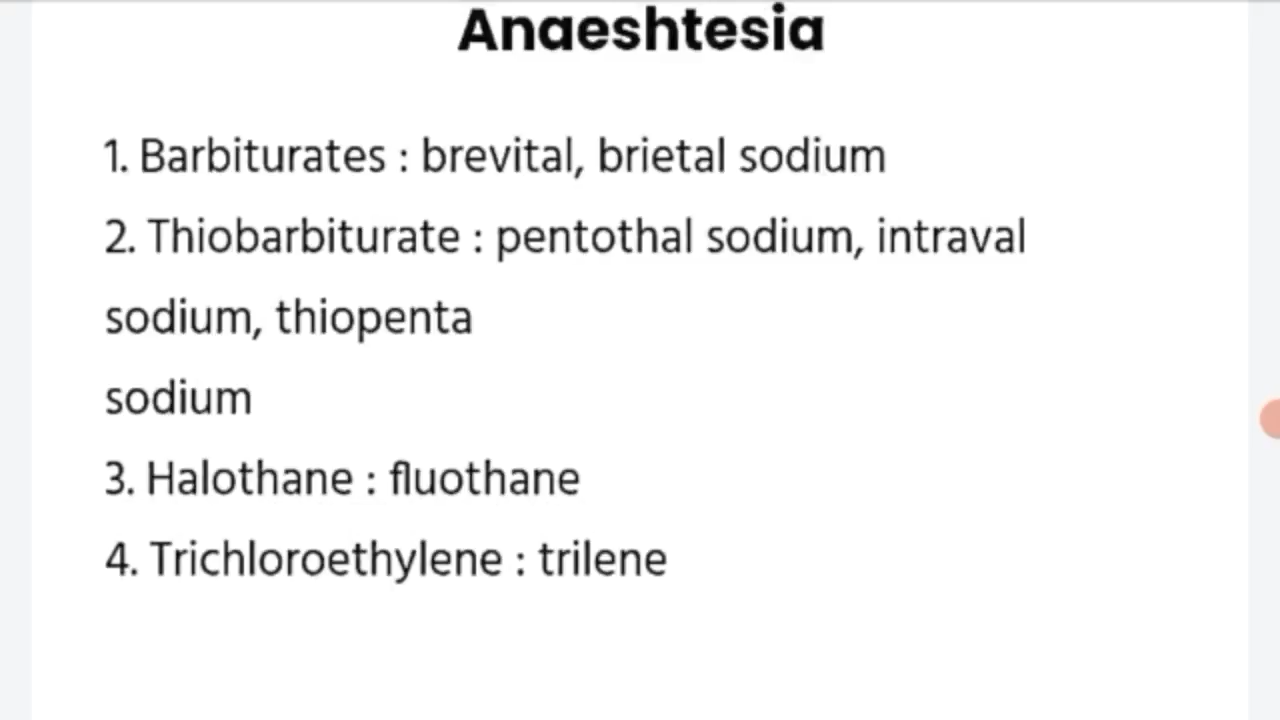 Anaeshtesia
1. Barbiturates : brevital, brietal sodium
2. Thiobarbiturate : pentothal sodium, intraval
sodium, thiopenta
sodium
3. Halothane : fluothane
4. Trichloroethylene : trilene